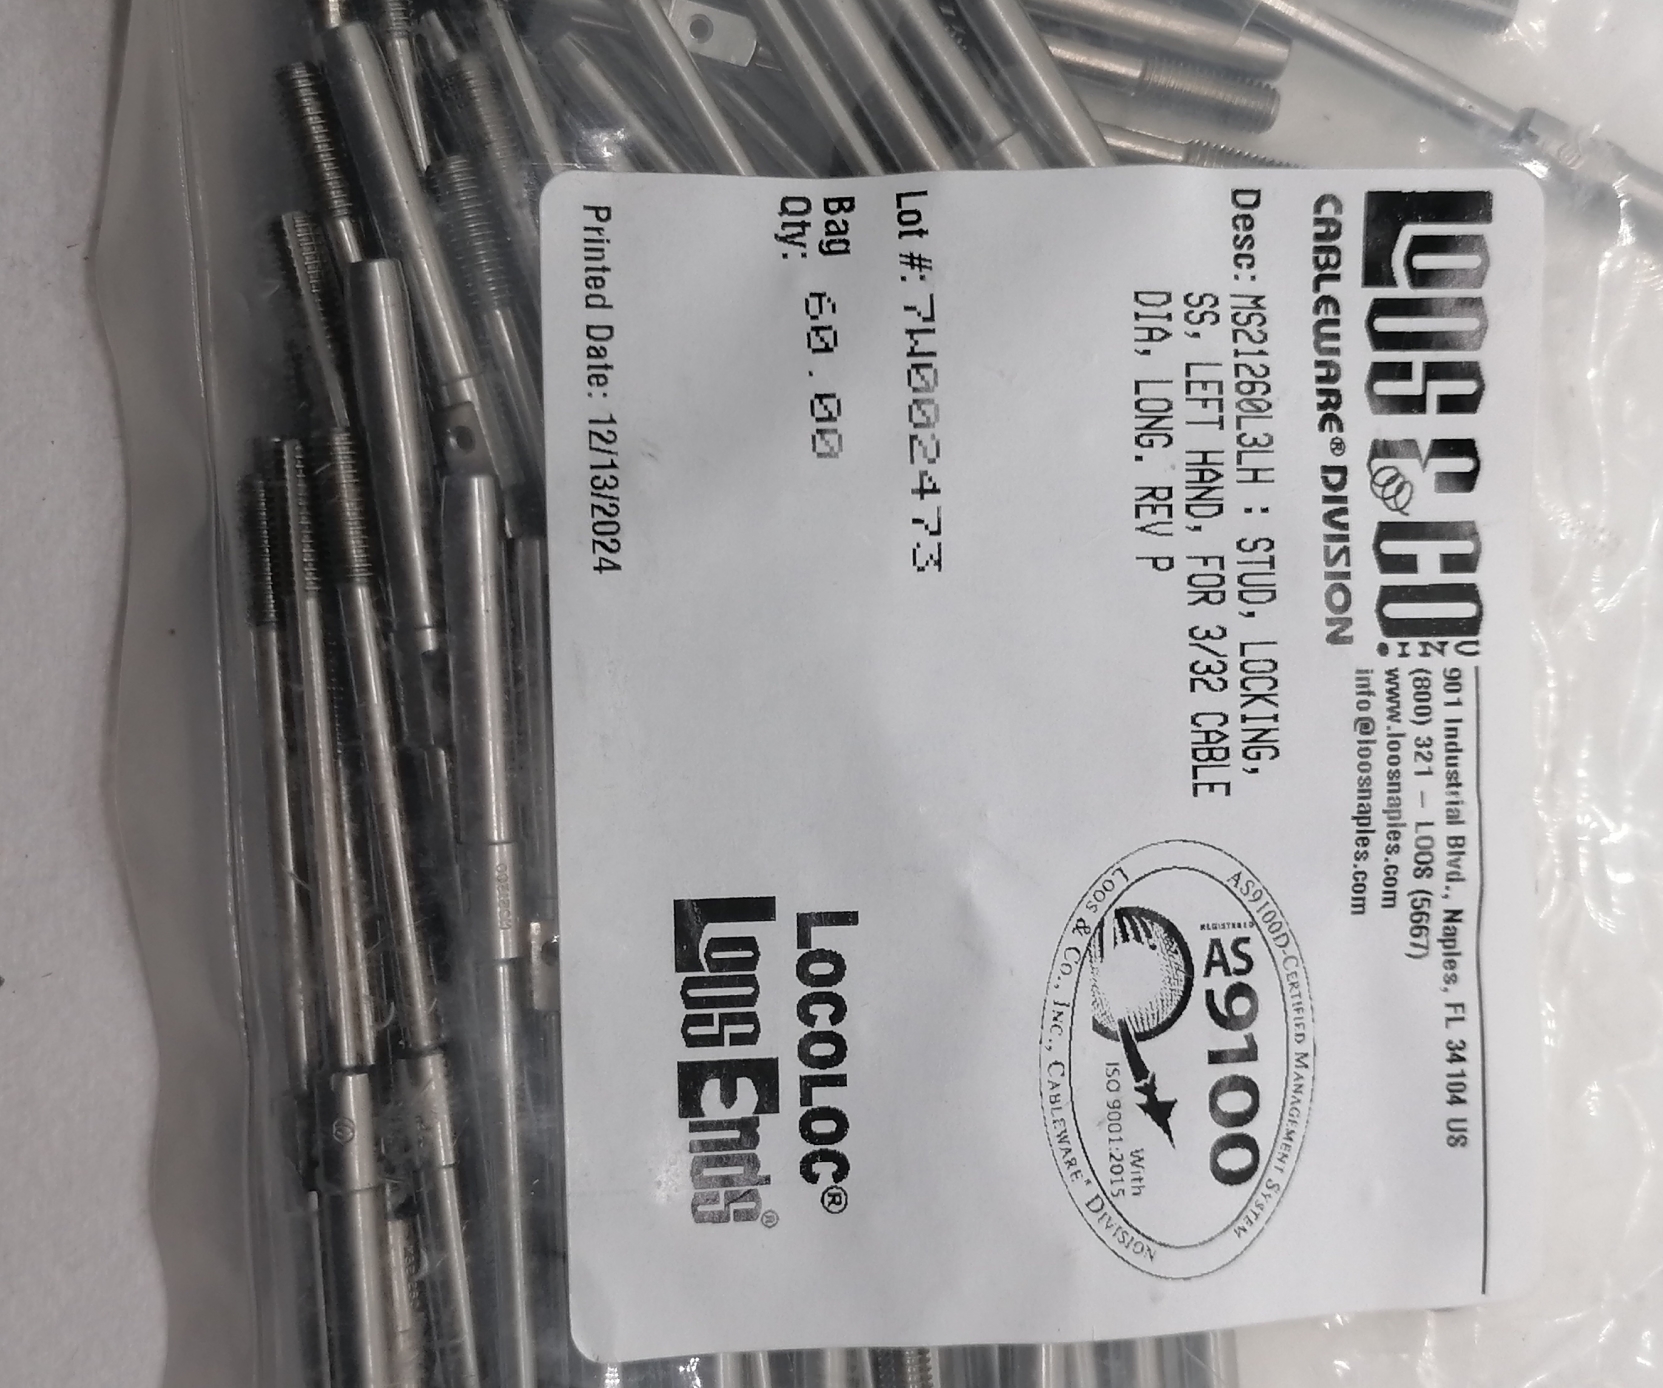 LOOS & CO., INC.
CABLEWARE® DIVISION
901 Industrial Blvd., Naples, FL 34104 US
(800) 321 – LOOS (5667)
www.loosnaples.com
info@loosnaples.com
Desc: MS21260L3LH : STUD, LOCKING,
SS, LEFT HAND, FOR 3/32 CABLE
DIA, LONG. REV P
AS9100D-CERTIFIED MANAGEMENT SYSTEM
REGISTERED
AS9100
With
ISO 9001:2015
LOOS & CO., INC., CABLEWARE® DIVISION
Lot #: 7W002473
Bag
Qty: 60.00
LOCOLOC®
LOOS ENDS®
Printed Date: 12/13/2024